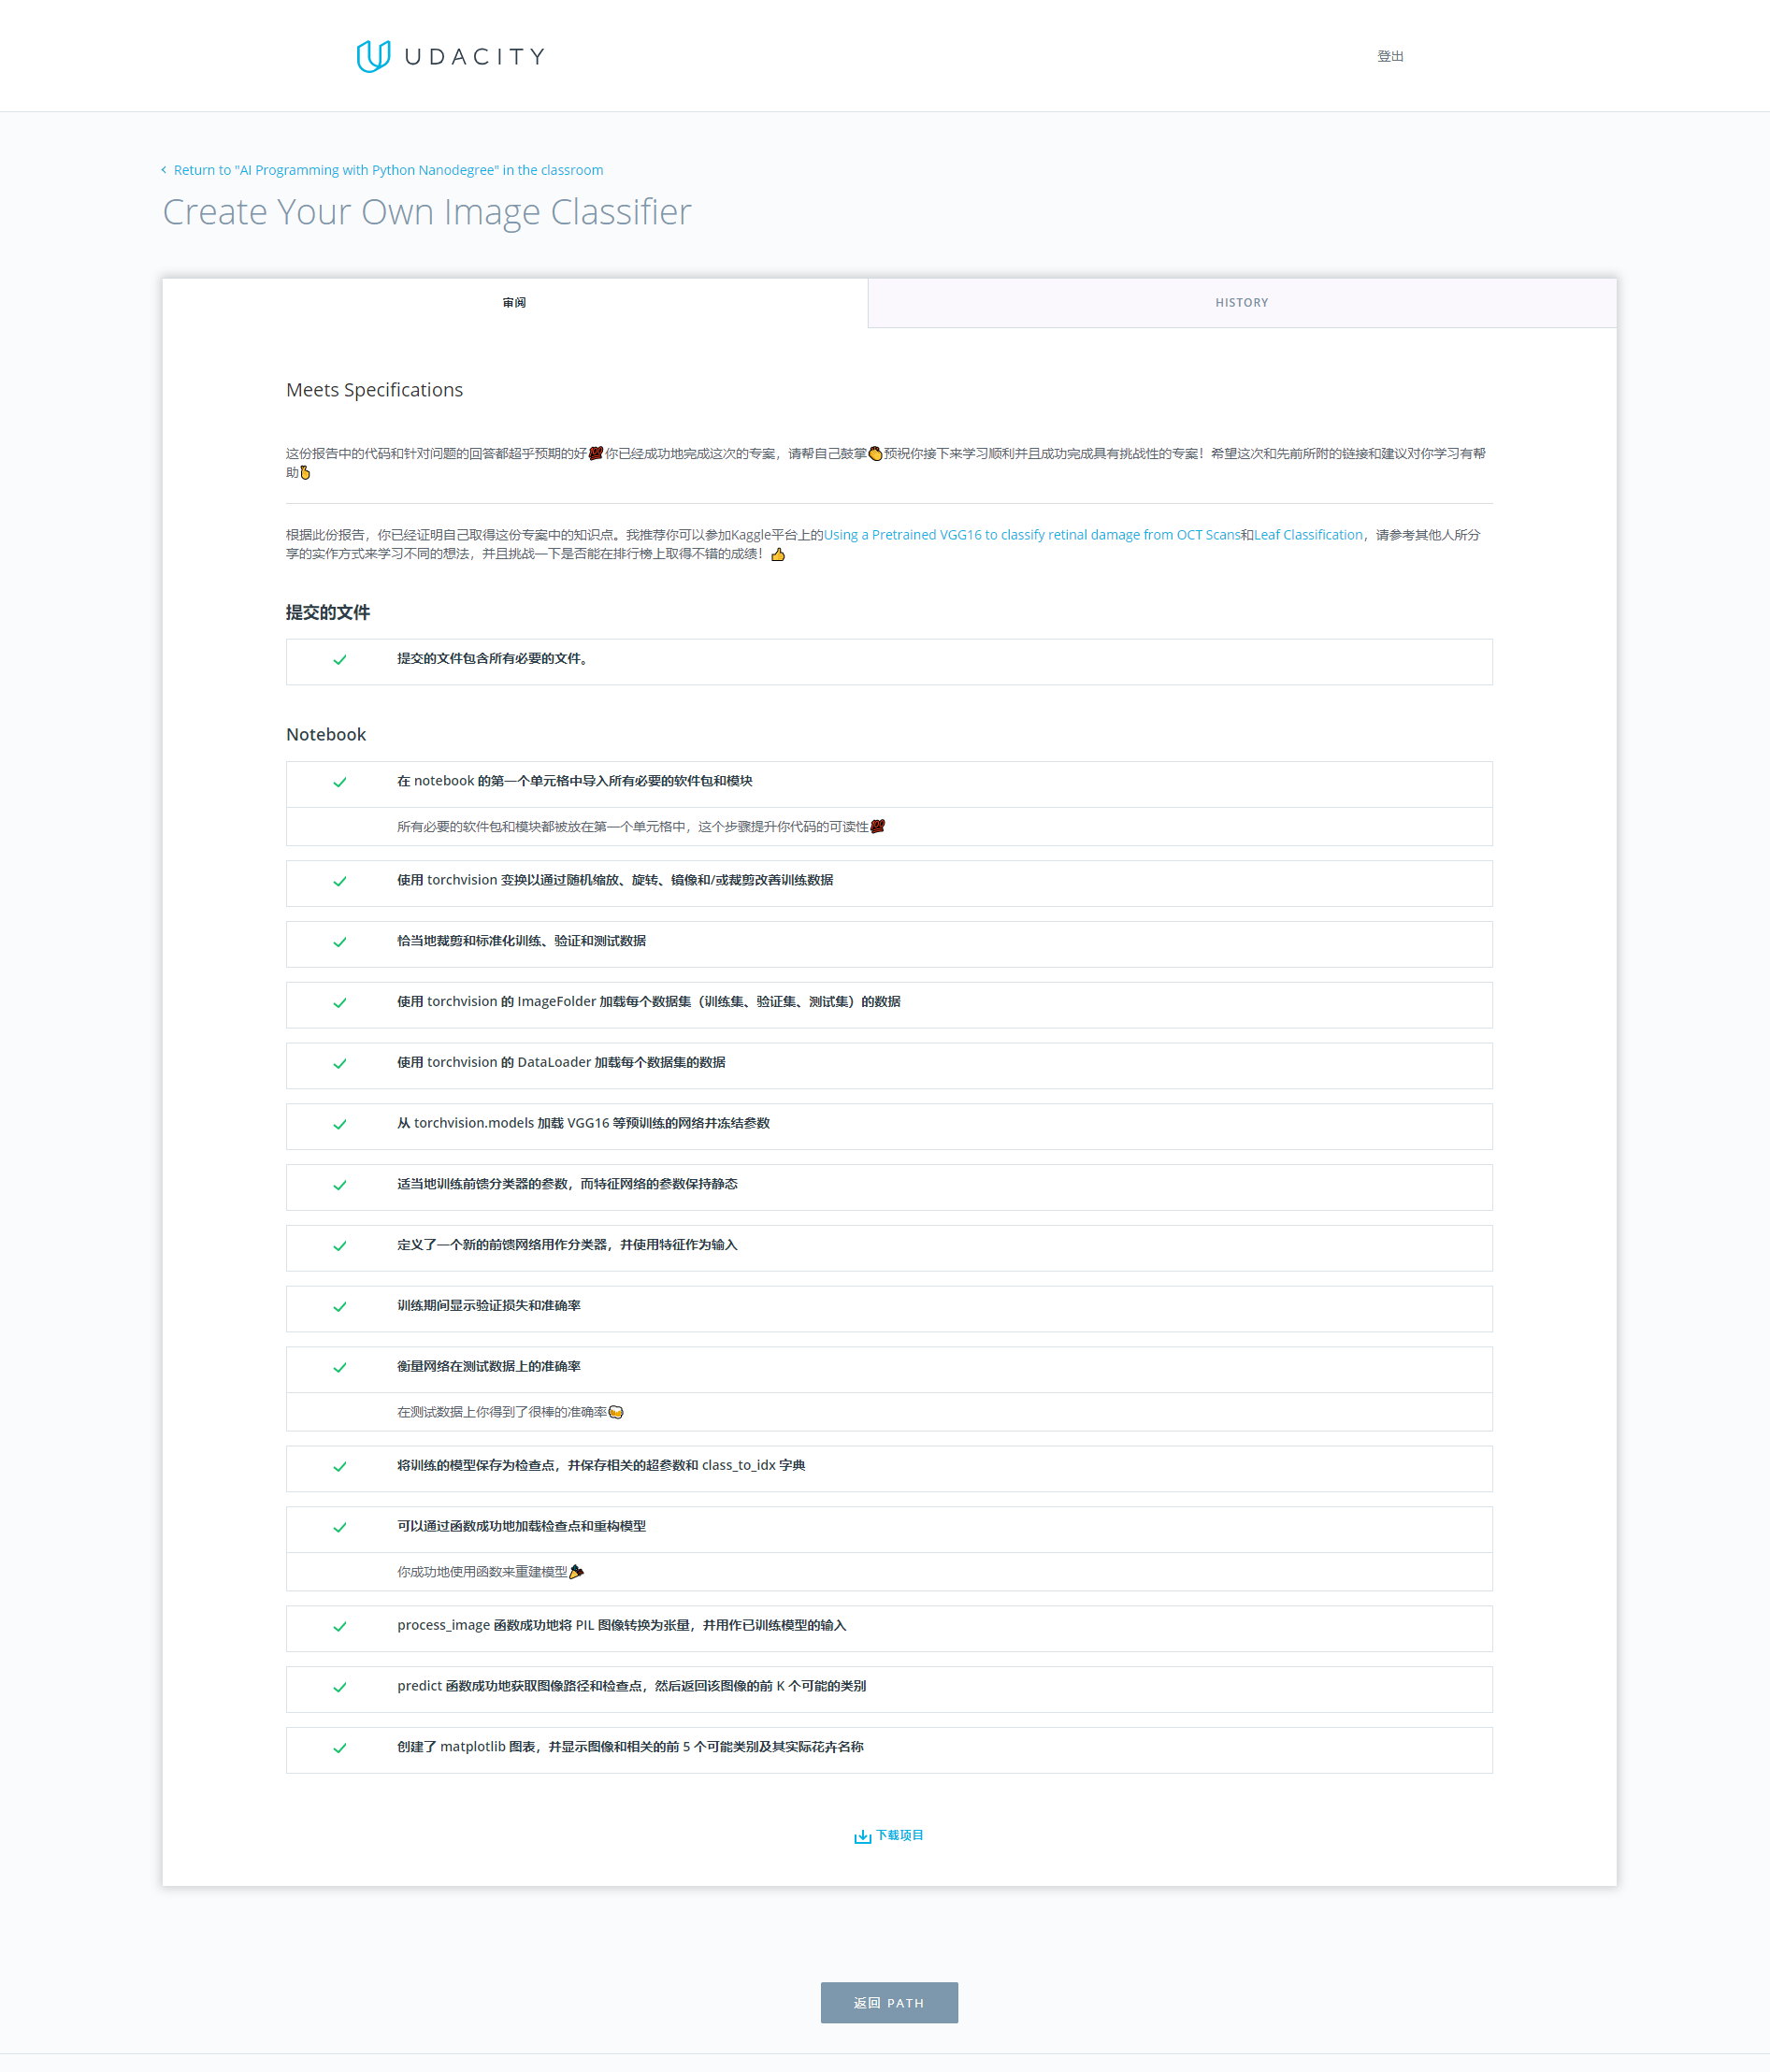 UDACITY
登出
Return to "AI Programming with Python Nanodegree" in the classroom
Create Your Own Image Classifier
审阅
HISTORY
Meets Specifications
这份报告中的代码和针对问题的回答都超乎预期的好💯你已经成功地完成这次的专案，请帮自己鼓掌👏预祝你接下来学习顺利并且成功完成具有挑战性的专案！希望这次和先前所附的链接和建议对你学习有帮
助
根据此份报告，你已经证明自己取得这份专案中的知识点。我推荐你可以参加Kaggle平台上的Using a Pretrained VGG16 to classify retinal damage from OCT Scans和Leaf Classification，请参考其他人所分
享的实作方式来学习不同的想法，并且挑战一下是否能在排行榜上取得不错的成绩！👍
提交的文件
提交的文件包含所有必要的文件。
Notebook
在 notebook 的第一个单元格中导入所有必要的软件包和模块
所有必要的软件包和模块都被放在第一个单元格中，这个步骤提升你代码的可读性💯
使用 torchvision 变换以通过随机缩放、旋转、镜像和/或裁剪改善训练数据
恰当地裁剪和标准化训练、验证和测试数据
使用 torchvision 的 ImageFolder 加载每个数据集（训练集、验证集、测试集）的数据
使用 torchvision 的 DataLoader 加载每个数据集的数据
从 torchvision.models 加载 VGG16 等预训练的网络并冻结参数
适当地训练前馈分类器的参数，而特征网络的参数保持静态
定义了一个新的前馈网络用作分类器，并使用特征作为输入
训练期间显示验证损失和准确率
衡量网络在测试数据上的准确率
在测试数据上你得到了很棒的准确率🍻
将训练的模型保存为检查点，并保存相关的超参数和 class_to_idx 字典
可以通过函数成功地加载检查点和重构模型
你成功地使用函数来重建模型🎉
process_image 函数成功地将 PIL 图像转换为张量，并用作已训练模型的输入
predict 函数成功地获取图像路径和检查点，然后返回该图像的前 K 个可能的类别
创建了 matplotlib 图表，并显示图像和相关的前 5 个可能类别及其实际花卉名称
下载项目
返回 PATH